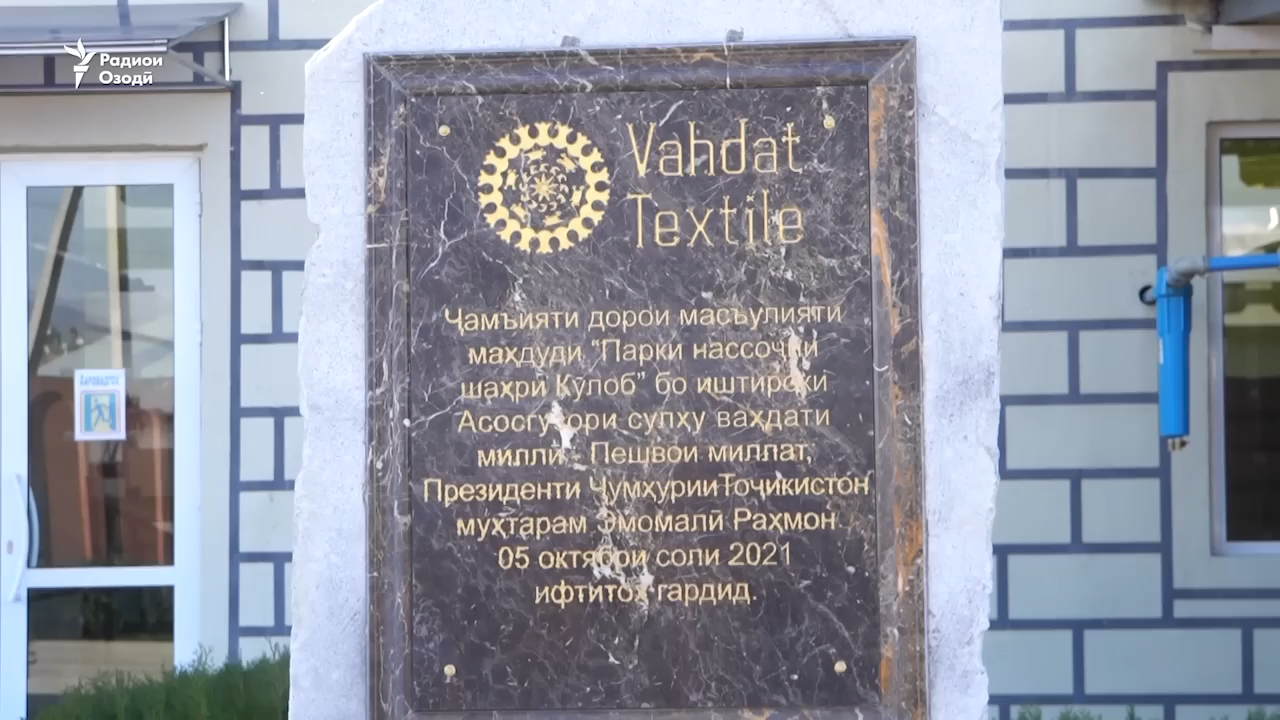 Радиои
Озодӣ
Vahdat
Textile
Ҷамъияти дорои масъулияти
маҳдуди “Парки нассоҷии
шаҳри Кӯлоб” бо иштироки
Асосгузори сулҳу ваҳдати
миллӣ - Пешвои миллат,
Президенти Ҷумҳурии Тоҷикистон
муҳтарам Эмомалӣ Раҳмон
05 октябри соли 2021
ифтитоҳ гардид.